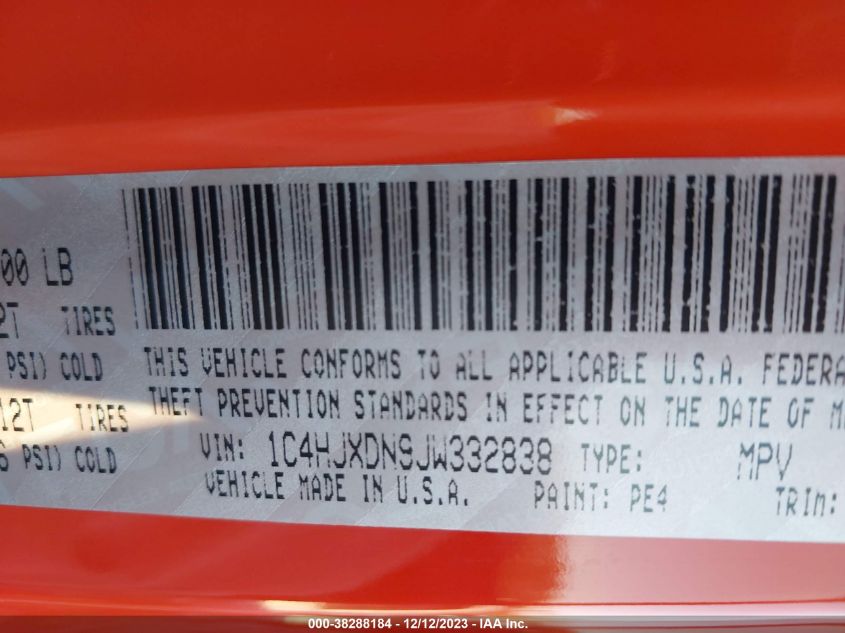 00 LB
2T TIRES
PSI) COLD
12T TIRES
6 PSI) COLD
THIS VEHICLE CONFORMS TO ALL APPLICABLE U.S.A. FEDERA
THEFT PREVENTION STANDARDS IN EFFECT ON THE DATE OF M
VIN: 1C4HJXDN9JW332838 TYPE: MPV
VEHICLE MADE IN U.S.A. PAINT: PE4 TRIM:
000-38288184 - 12/12/2023 - IAA Inc.